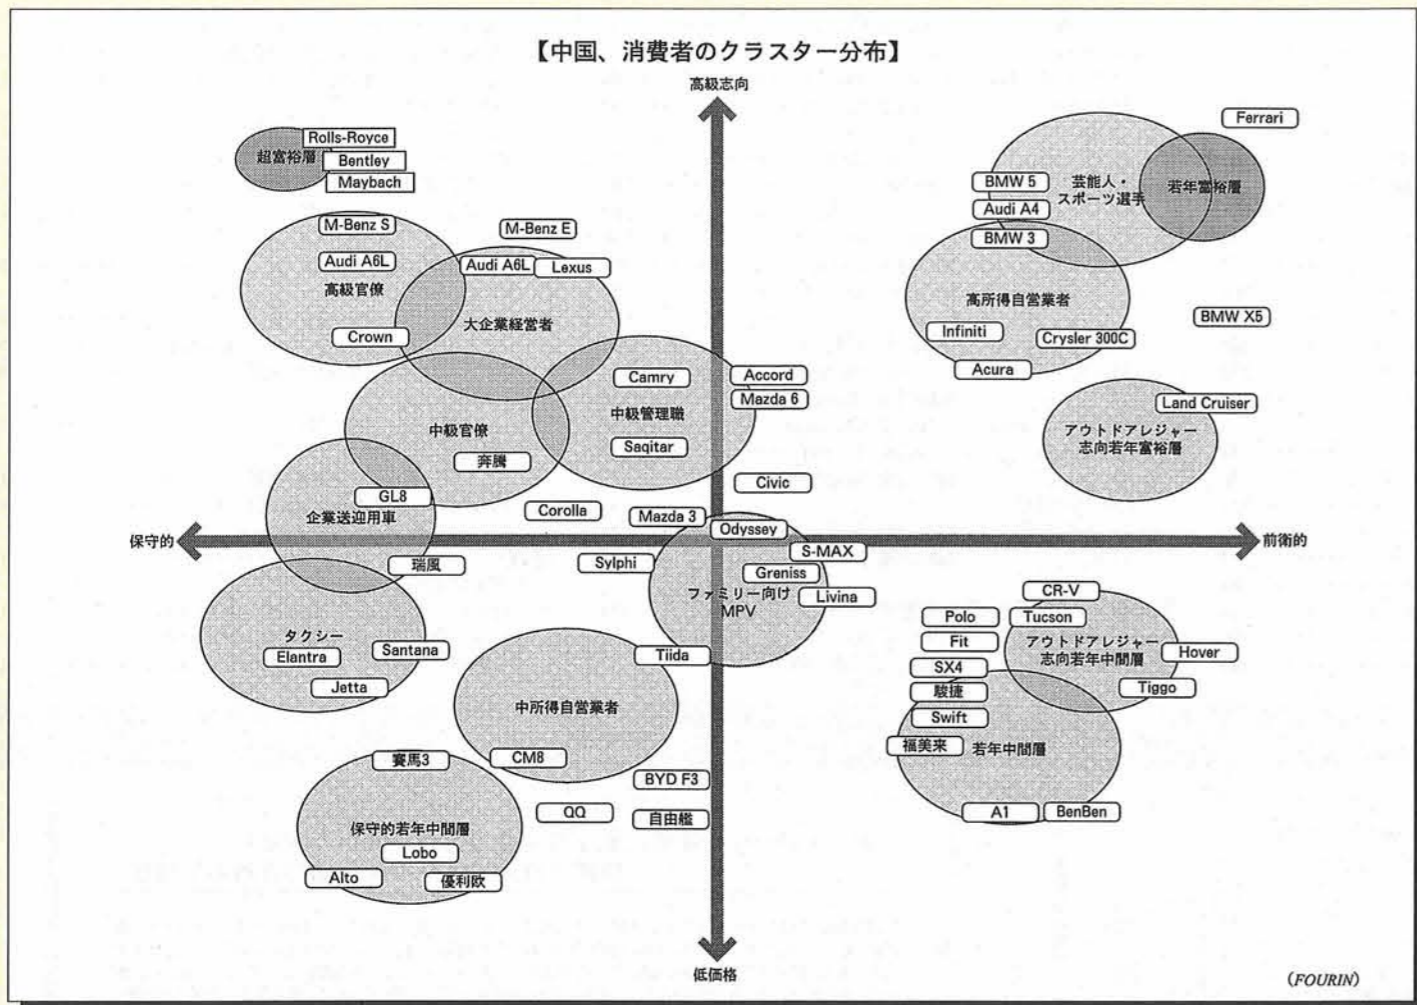 【中国、消費者のクラスター分布】
高級志向
Ferrari
Rolls-Royce
超富裕層
Bentley
Maybach
BMW 5
芸能人・
スポーツ選手
若年富裕層
Audi A4
BMW 3
M-Benz S
M-Benz E
Audi A6L
高級官僚
Audi A6L
Lexus
大企業経営者
Crown
高所得自営業者
Infiniti
Crysler 300C
Acura
BMW X5
Camry
Accord
Mazda 6
中級管理職
Saqitar
中級官僚
奔騰
Land Cruiser
アウトドアレジャー
志向若年富裕層
Civic
GL8
企業送迎用車
Corolla
Mazda 3
Odyssey
保守的
前衛的
S-MAX
瑞風
Sylphi
Greniss
ファミリー向け
MPV
Livina
CR-V
Polo
Tucson
Fit
アウトドアレジャー
志向若年中間層
Hover
SX4
Tiggo
駿捷
Swift
福美来
若年中間層
A1
BenBen
タクシー
Elantra
Santana
Jetta
Tiida
中所得自営業者
CM8
賽馬3
BYD F3
QQ
自由艦
保守的若年中間層
Lobo
Alto
優利欧
低価格
(FOURIN)